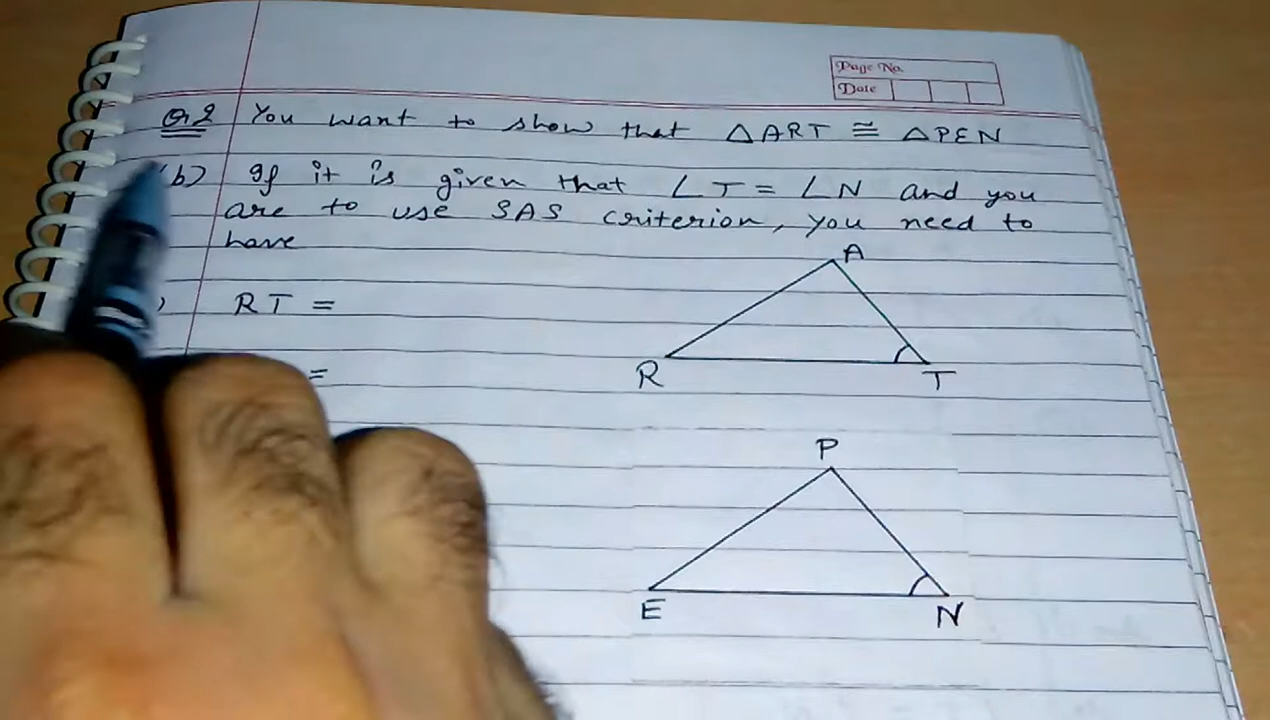 Page No.
Date
Q2 You want to show that △ART ≅ △PEN
(b) If it is given that ∠T = ∠N and you
are to use SAS criterion, you need to
have
A
) RT =
=
R
T
P
E
N